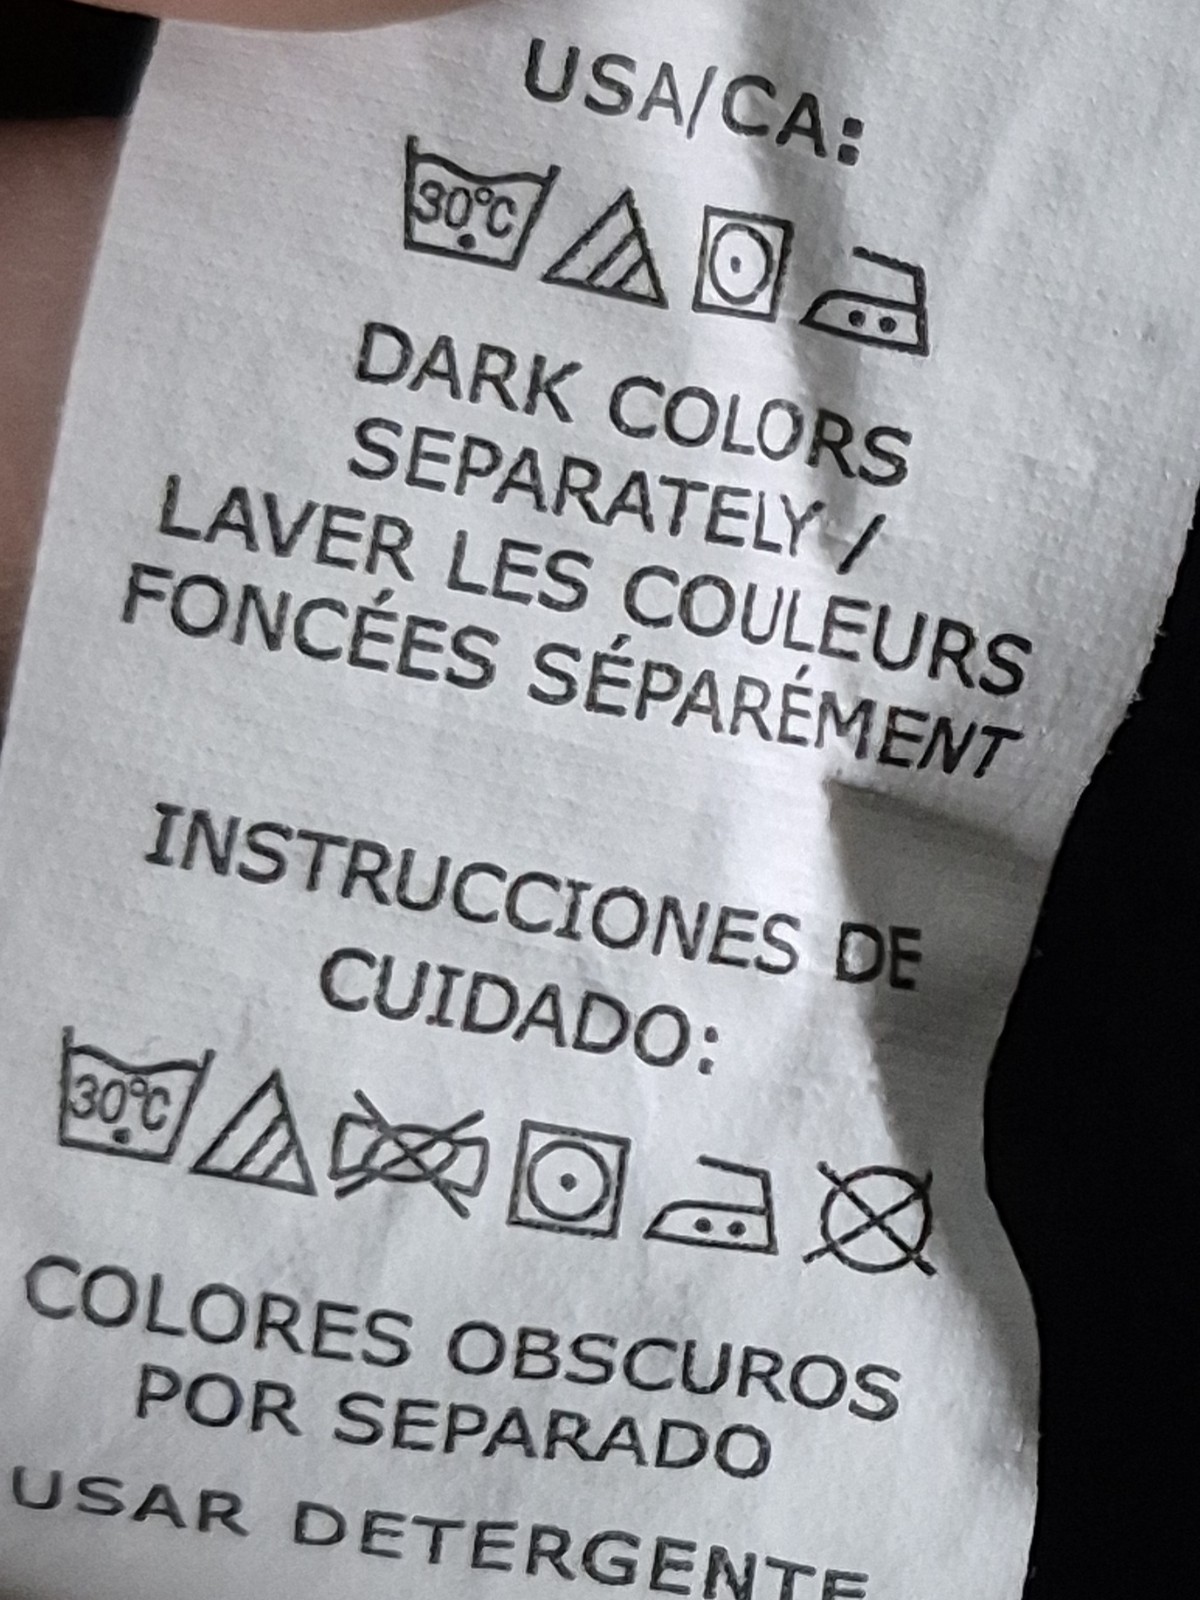 USA/CA:
30°C
DARK COLORS
SEPARATELY /
LAVER LES COULEURS
FONCÉES SÉPARÉMENT
INSTRUCCIONES DE
CUIDADO:
30°C
COLORES OBSCUROS
POR SEPARADO
USAR DETERGENTE